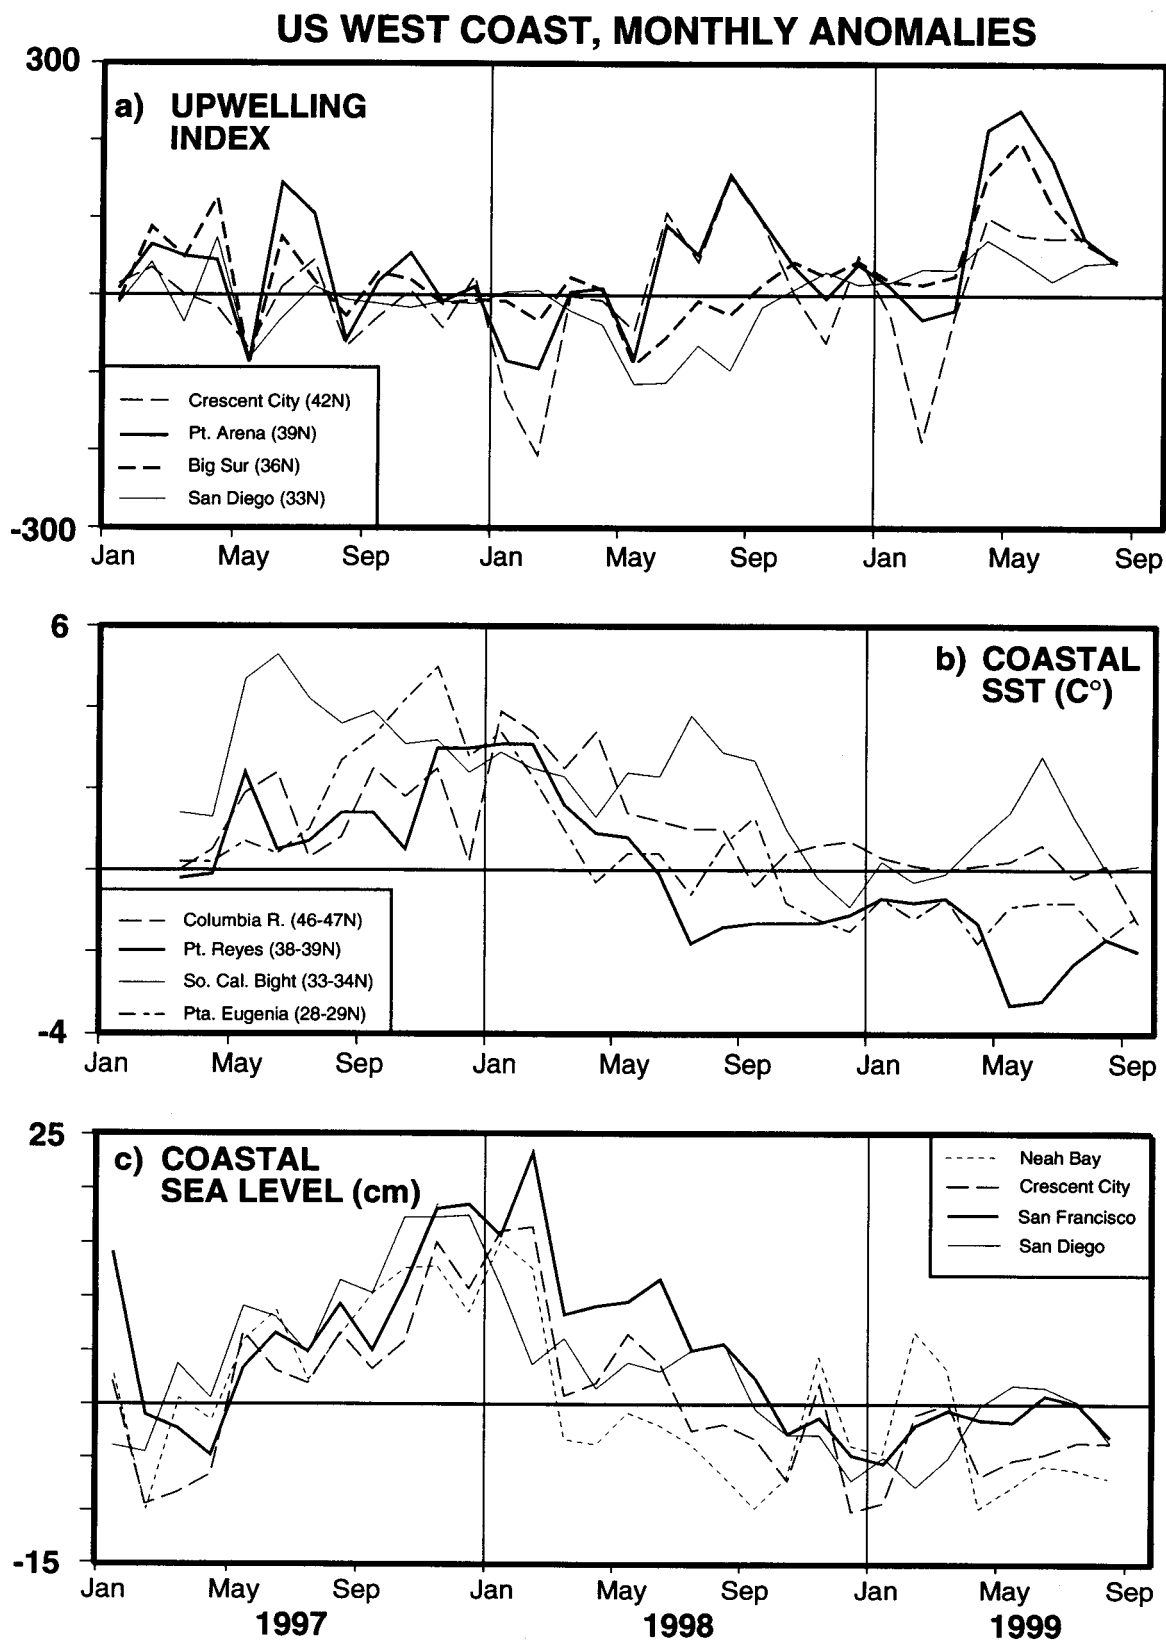 US WEST COAST, MONTHLY ANOMALIES
300
a) UPWELLING
INDEX
Crescent City (42N)
Pt. Arena (39N)
Big Sur (36N)
San Diego (33N)
-300
Jan May Sep Jan May Sep Jan May Sep
6
b) COASTAL
SST (C°)
Columbia R. (46-47N)
Pt. Reyes (38-39N)
So. Cal. Bight (33-34N)
Pta. Eugenia (28-29N)
-4
Jan May Sep Jan May Sep Jan May Sep
25
c) COASTAL
SEA LEVEL (cm)
Neah Bay
Crescent City
San Francisco
San Diego
-15
Jan May Sep Jan May Sep Jan May Sep
1997 1998 1999